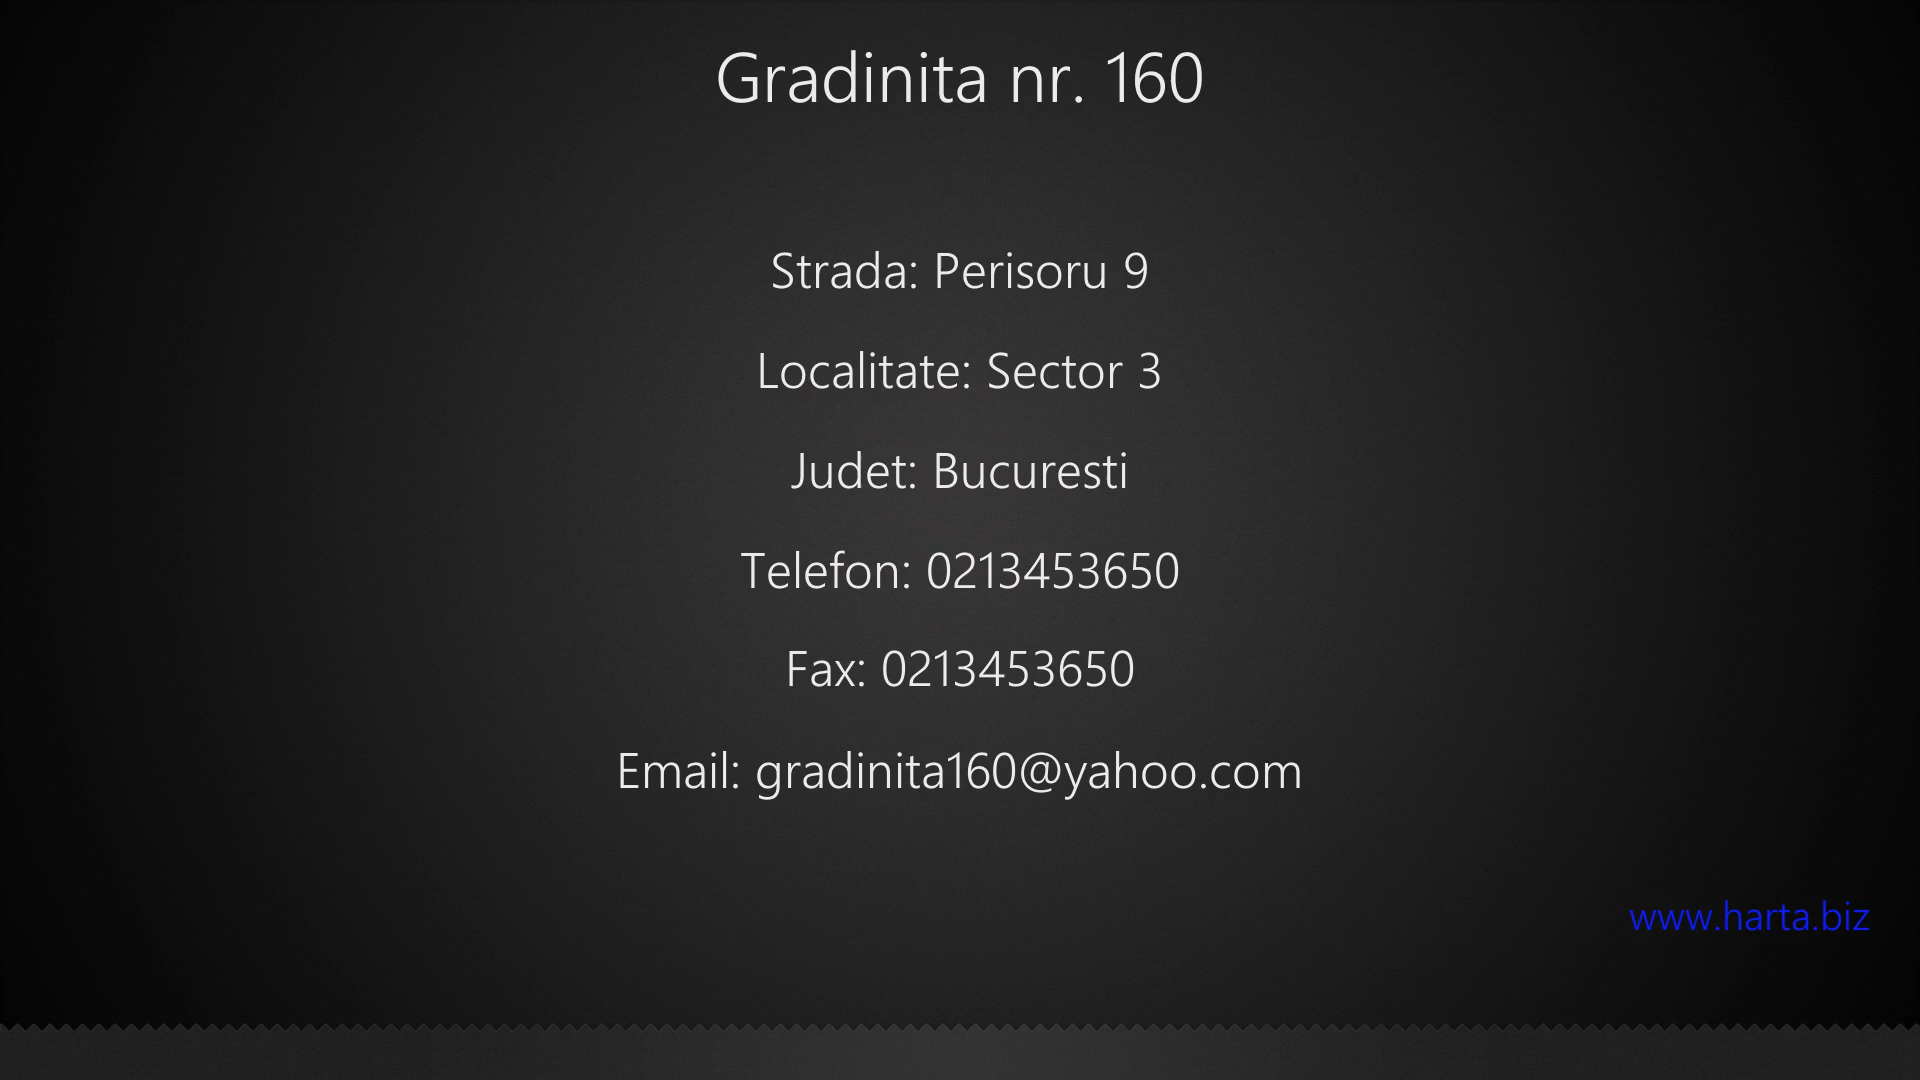 Gradinita nr. 160
Strada: Perisoru 9
Localitate: Sector 3
Judet: Bucuresti
Telefon: 0213453650
Fax: 0213453650
Email: gradinita160@yahoo.com
www.harta.biz